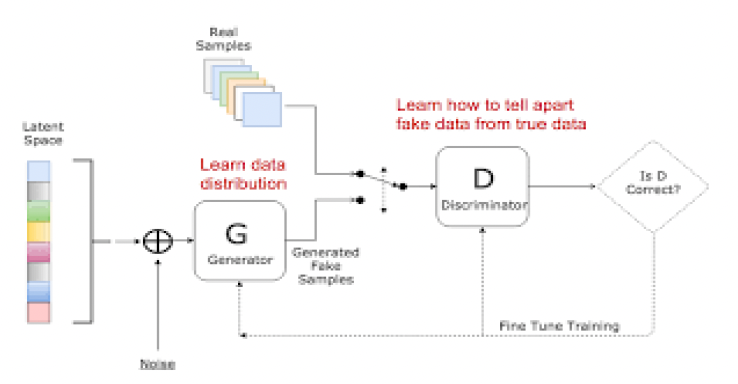 Real
Samples
Learn how to tell apart
fake data from true data
Latent
Space
Learn data
distribution
Is D
Correct?
D
Discriminator
G
Generator
Generated
Fake
Samples
Fine Tune Training
Noise